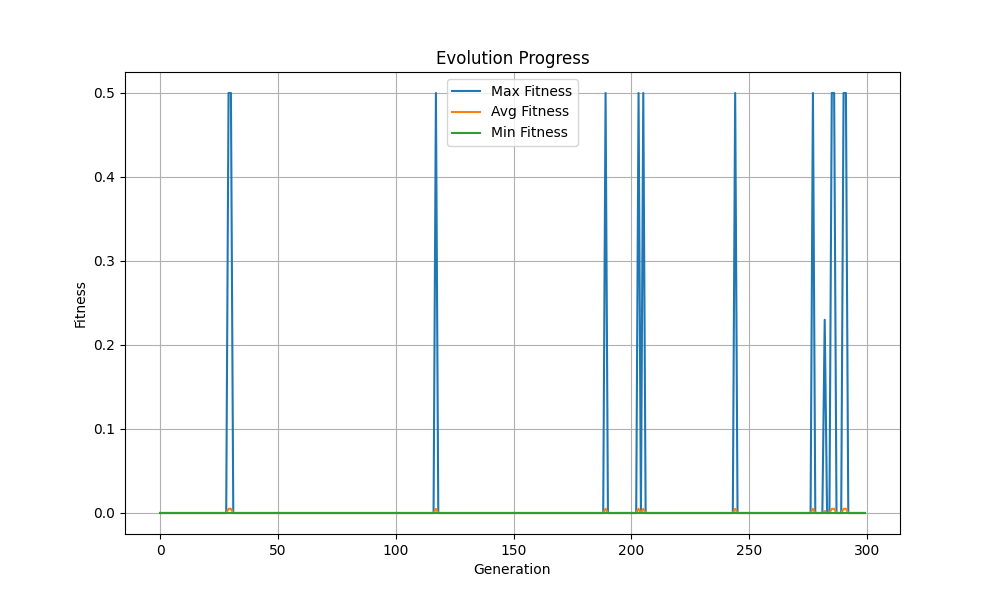 Evolution Progress
Max Fitness
Avg Fitness
Min Fitness
Fitness
0.5
0.4
0.3
0.2
0.1
0.0
0 50 100 150 200 250 300
Generation